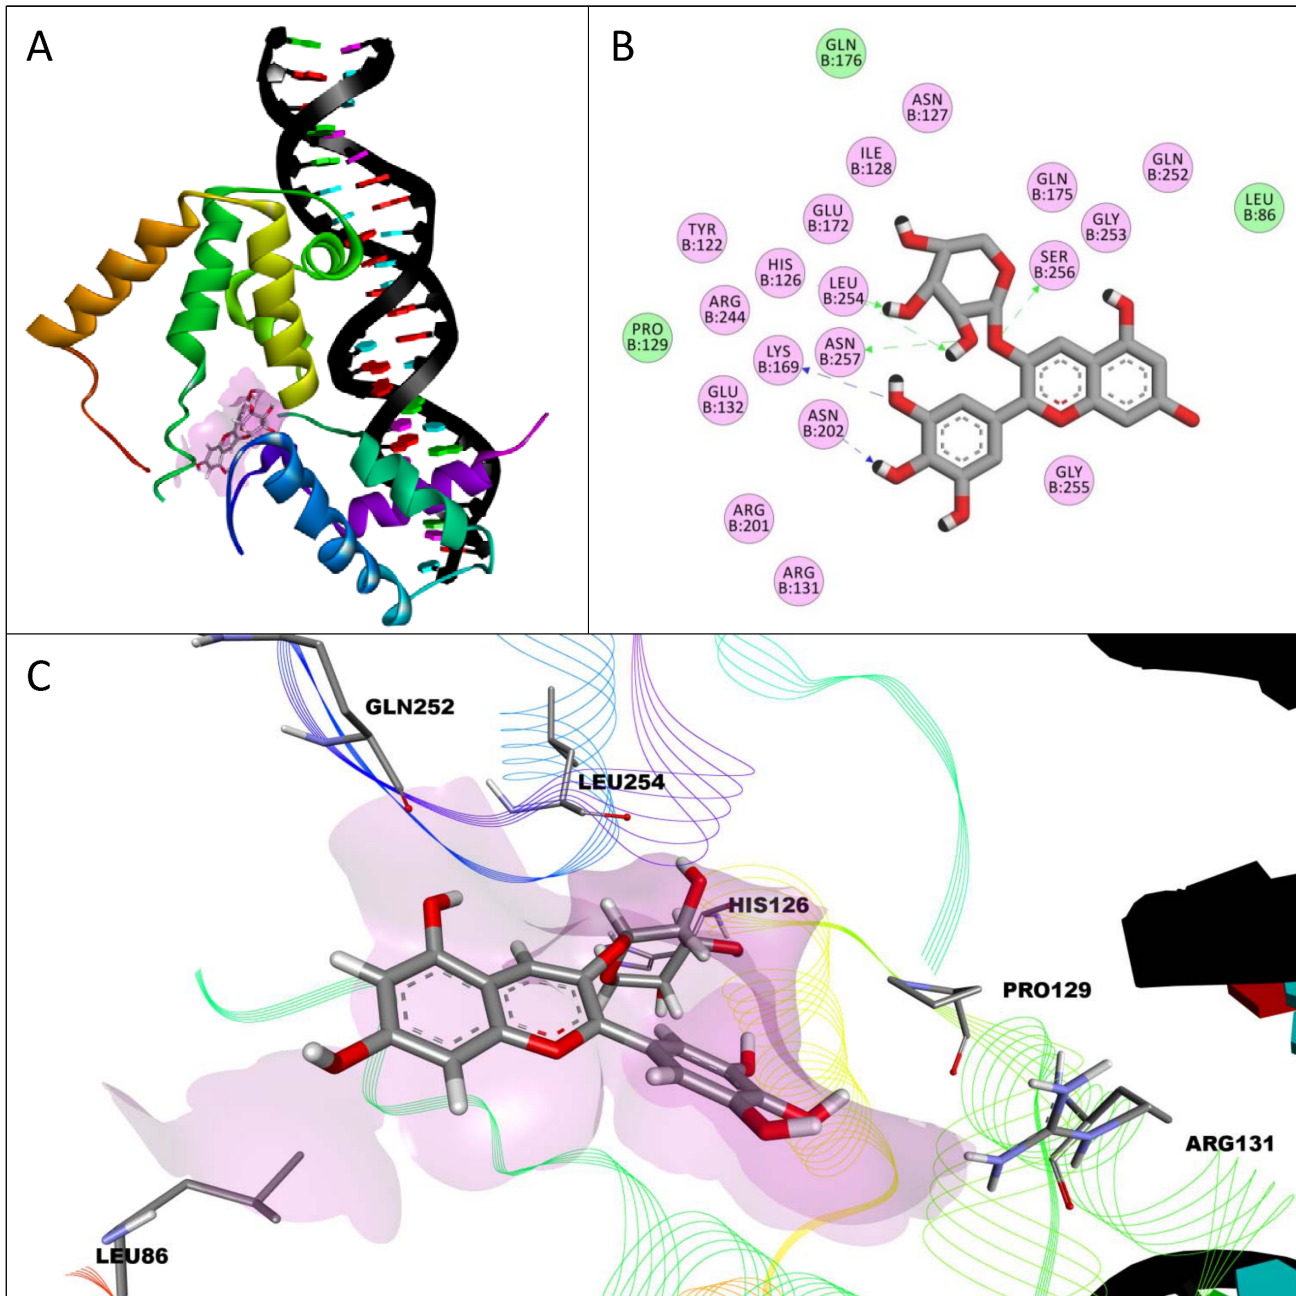 A
B
GLN
B:176
ASN
B:127
ILE
B:128
GLN
B:252
GLN
B:175
LEU
B:86
GLU
B:172
GLY
B:253
TYR
B:122
SER
B:256
HIS
B:126
LEU
B:254
ARG
B:244
PRO
B:129
LYS
B:169
ASN
B:257
GLU
B:132
ASN
B:202
GLY
B:255
ARG
B:201
ARG
B:131
C
GLN252
LEU254
HIS126
PRO129
ARG131
LEU86